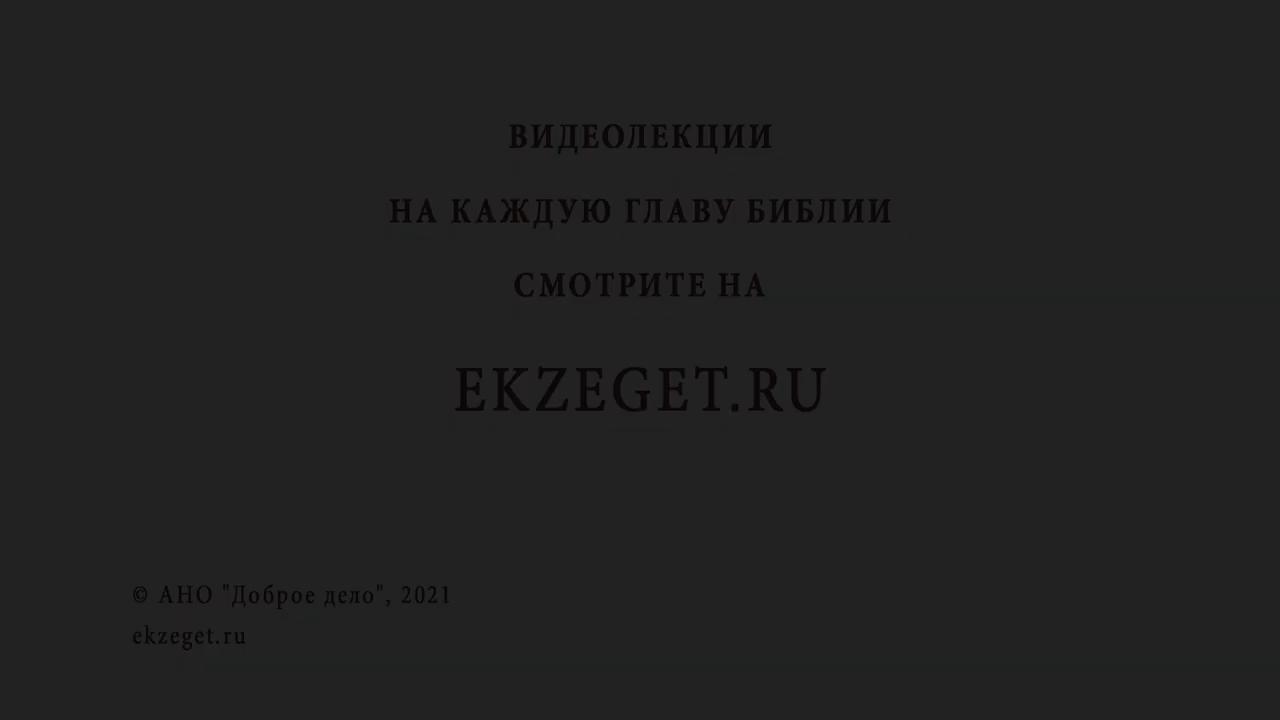 ВИДЕОЛЕКЦИИ
НА КАЖДУЮ ГЛАВУ БИБЛИИ
СМОТРИТЕ НА
EKZEGET.RU
© АНО "Доброе дело", 2021
ekzeget.ru